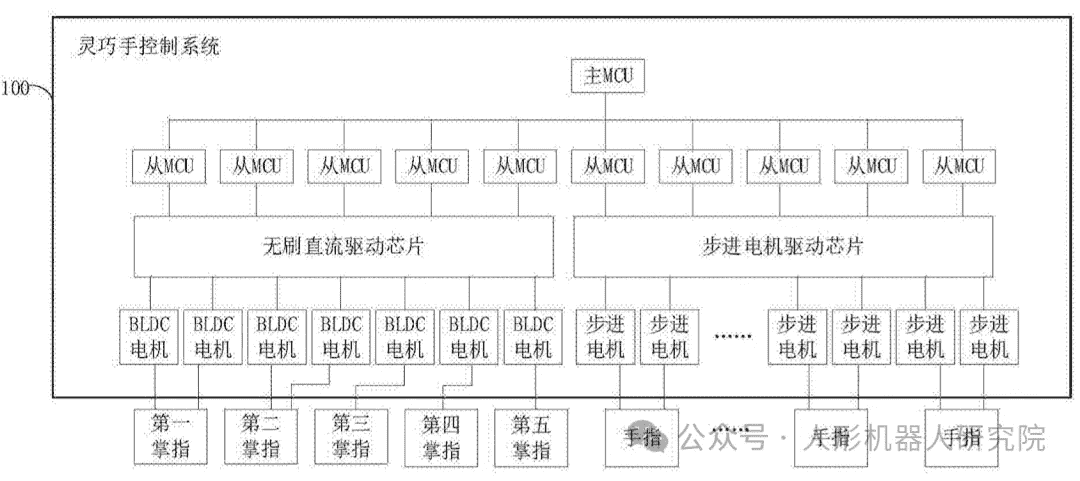 灵巧手控制系统
100
主MCU
从MCU 从MCU 从MCU 从MCU 从MCU 从MCU 从MCU 从MCU 从MCU 从MCU
无刷直流驱动芯片 步进电机驱动芯片
BLDC BLDC BLDC BLDC BLDC BLDC BLDC 步进 步进 步进 步进 步进 步进
电机 电机 电机 电机 电机 电机 电机 电机 电机 …… 电机 电机 电机 电机
第一 第二 第三 第四 第五
掌指 掌指 掌指 掌指 掌指 手指 …… 手指 手指
公众号·人形机器人研究院